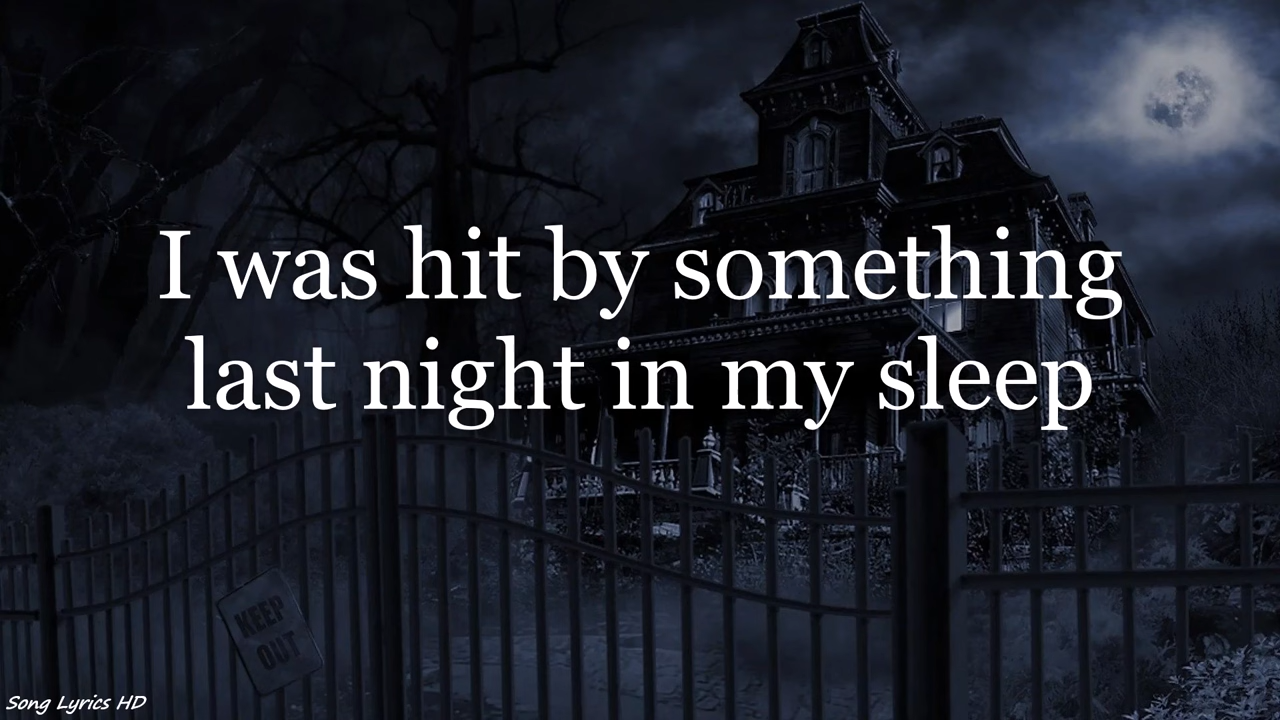 I was hit by something
last night in my sleep
KEEP
OUT
Song Lyrics HD